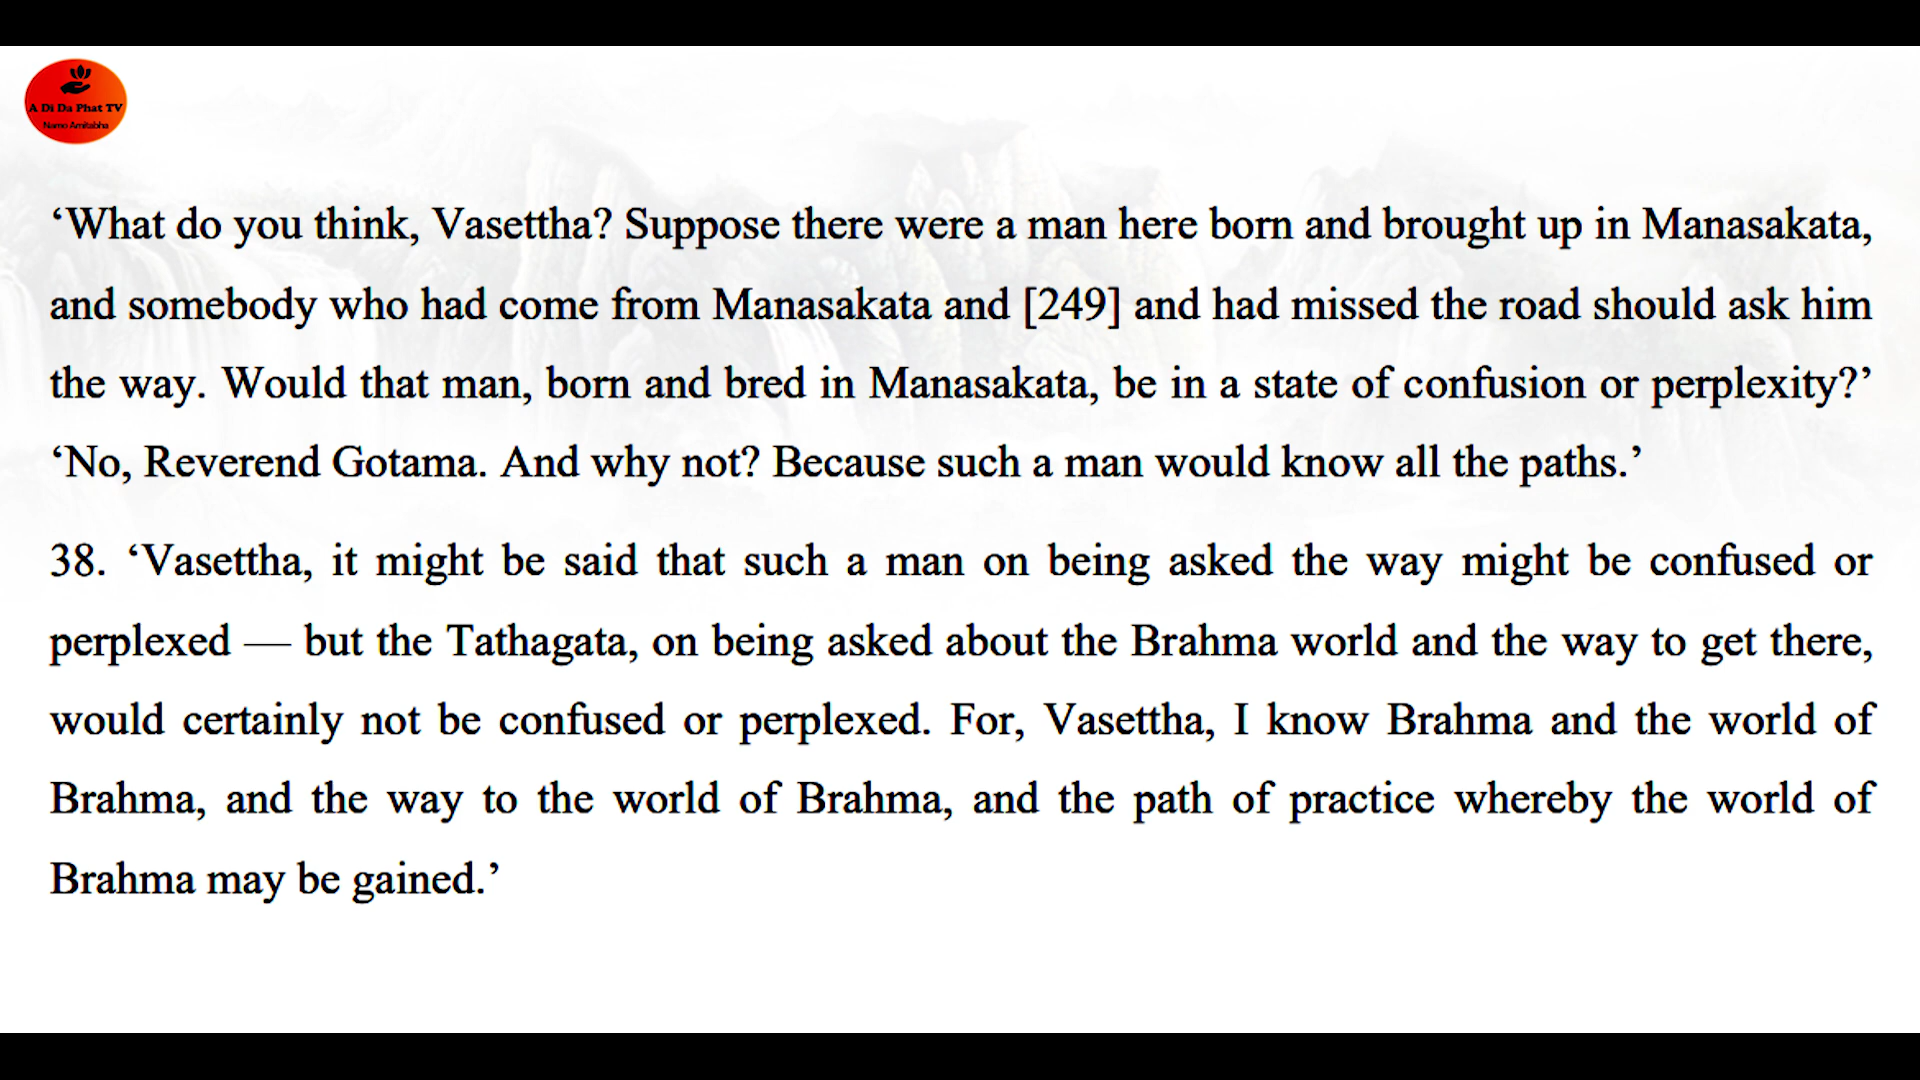 A Di Da Phat TV
Namo Amitabha
‘What do you think, Vasettha? Suppose there were a man here born and brought up in Manasakata,
and somebody who had come from Manasakata and [249] and had missed the road should ask him
the way. Would that man, born and bred in Manasakata, be in a state of confusion or perplexity?’
‘No, Reverend Gotama. And why not? Because such a man would know all the paths.’
38. ‘Vasettha, it might be said that such a man on being asked the way might be confused or
perplexed — but the Tathagata, on being asked about the Brahma world and the way to get there,
would certainly not be confused or perplexed. For, Vasettha, I know Brahma and the world of
Brahma, and the way to the world of Brahma, and the path of practice whereby the world of
Brahma may be gained.’